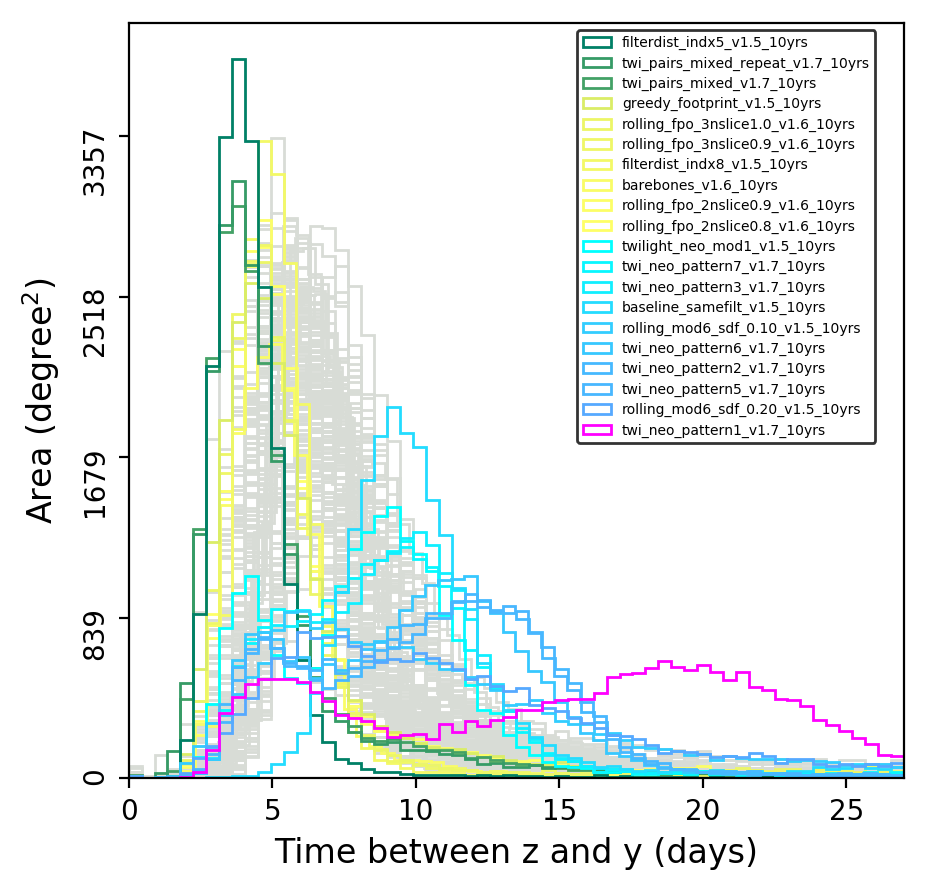 filterdist_indx5_v1.5_10yrs
twi_pairs_mixed_repeat_v1.7_10yrs
twi_pairs_mixed_v1.7_10yrs
greedy_footprint_v1.5_10yrs
rolling_fpo_3nslice1.0_v1.6_10yrs
rolling_fpo_3nslice0.9_v1.6_10yrs
filterdist_indx8_v1.5_10yrs
barebones_v1.6_10yrs
rolling_fpo_2nslice0.9_v1.6_10yrs
rolling_fpo_2nslice0.8_v1.6_10yrs
twilight_neo_mod1_v1.5_10yrs
twi_neo_pattern7_v1.7_10yrs
twi_neo_pattern3_v1.7_10yrs
baseline_samefilt_v1.5_10yrs
rolling_mod6_sdf_0.10_v1.5_10yrs
twi_neo_pattern6_v1.7_10yrs
twi_neo_pattern2_v1.7_10yrs
twi_neo_pattern5_v1.7_10yrs
rolling_mod6_sdf_0.20_v1.5_10yrs
twi_neo_pattern1_v1.7_10yrs
3357
2518
1679
839
0
Area (degree²)
0 5 10 15 20 25
Time between z and y (days)